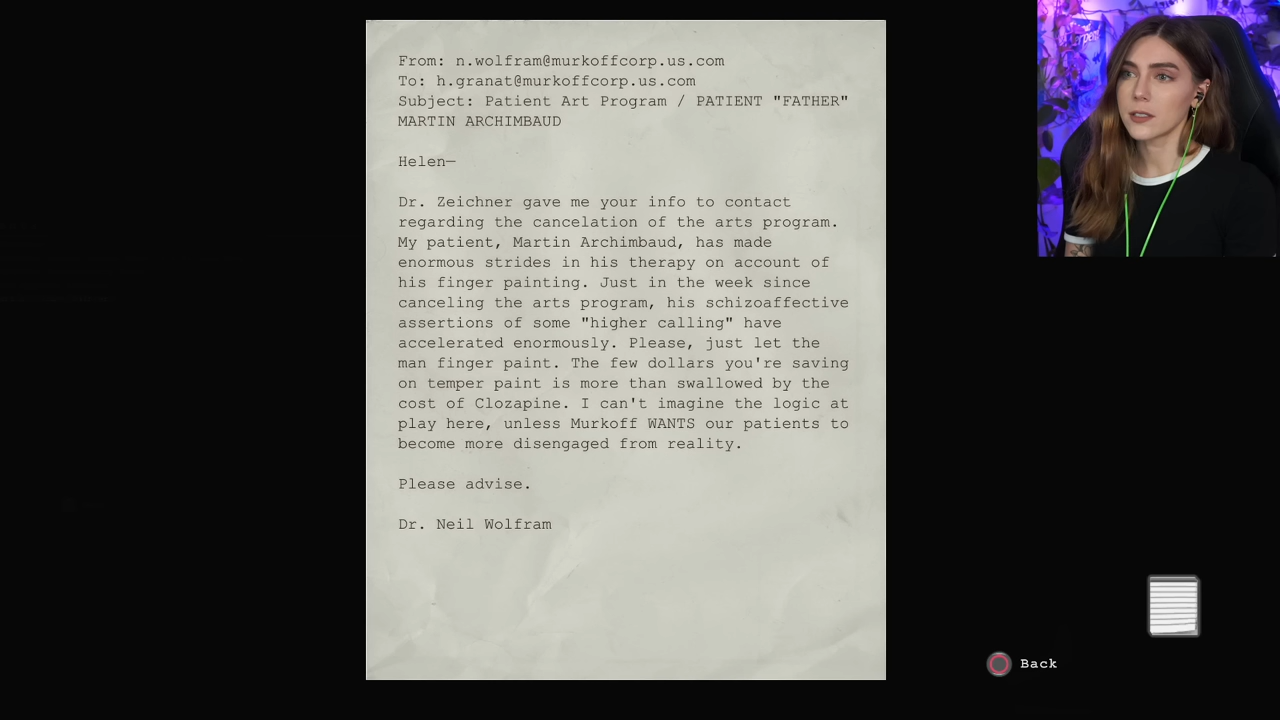 From: n.wolfram@murkoffcorp.us.com
To: h.granat@murkoffcorp.us.com
Subject: Patient Art Program / PATIENT "FATHER"
MARTIN ARCHIMBAUD
Helen—
Dr. Zeichner gave me your info to contact
regarding the cancelation of the arts program.
My patient, Martin Archimbaud, has made
enormous strides in his therapy on account of
his finger painting. Just in the week since
canceling the arts program, his schizoaffective
assertions of some "higher calling" have
accelerated enormously. Please, just let the
man finger paint. The few dollars you're saving
on temper paint is more than swallowed by the
cost of Clozapine. I can't imagine the logic at
play here, unless Murkoff WANTS our patients to
become more disengaged from reality.
Please advise.
Dr. Neil Wolfram
Back